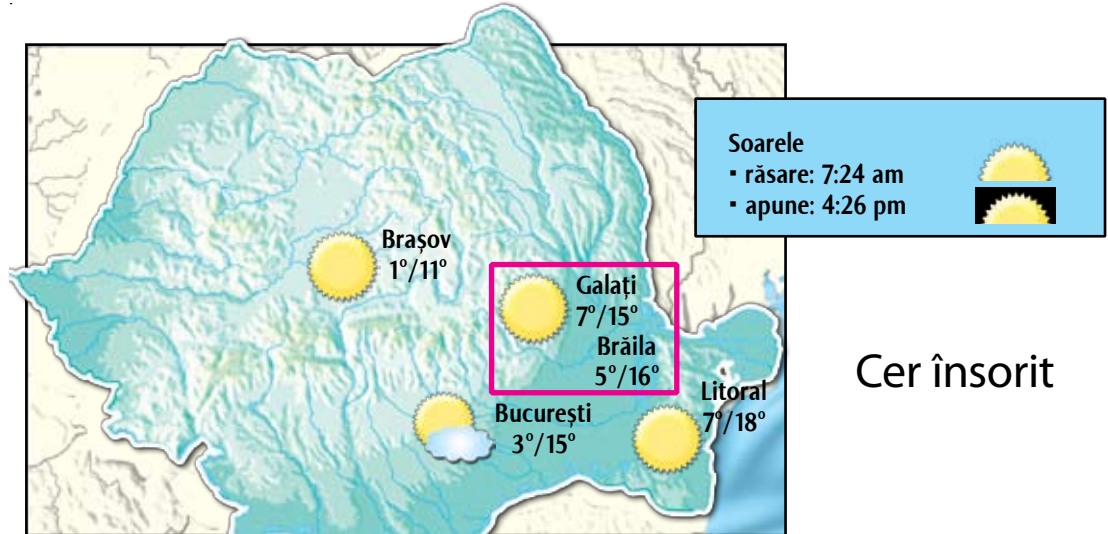 Soarele
▪ răsare: 7:24 am
▪ apune: 4:26 pm
Brașov
1°/11°
Galați
7°/15°
Brăila
5°/16°
Cer însorit
Litoral
7°/18°
București
3°/15°